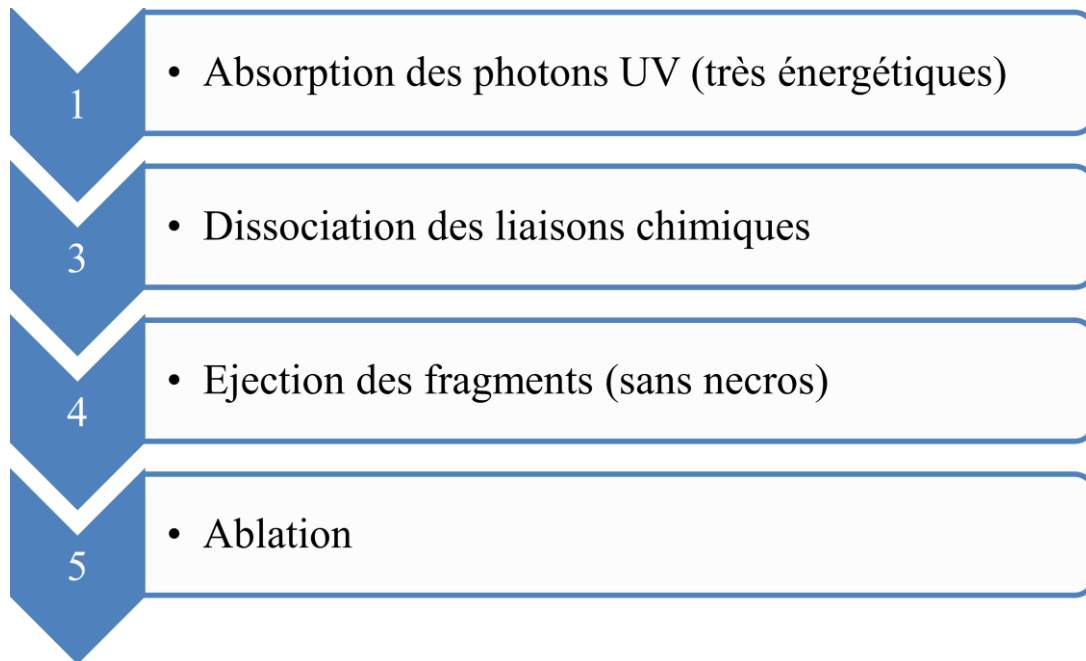 1
• Absorption des photons UV (très énergétiques)
3
• Dissociation des liaisons chimiques
4
• Ejection des fragments (sans necros)
5
• Ablation